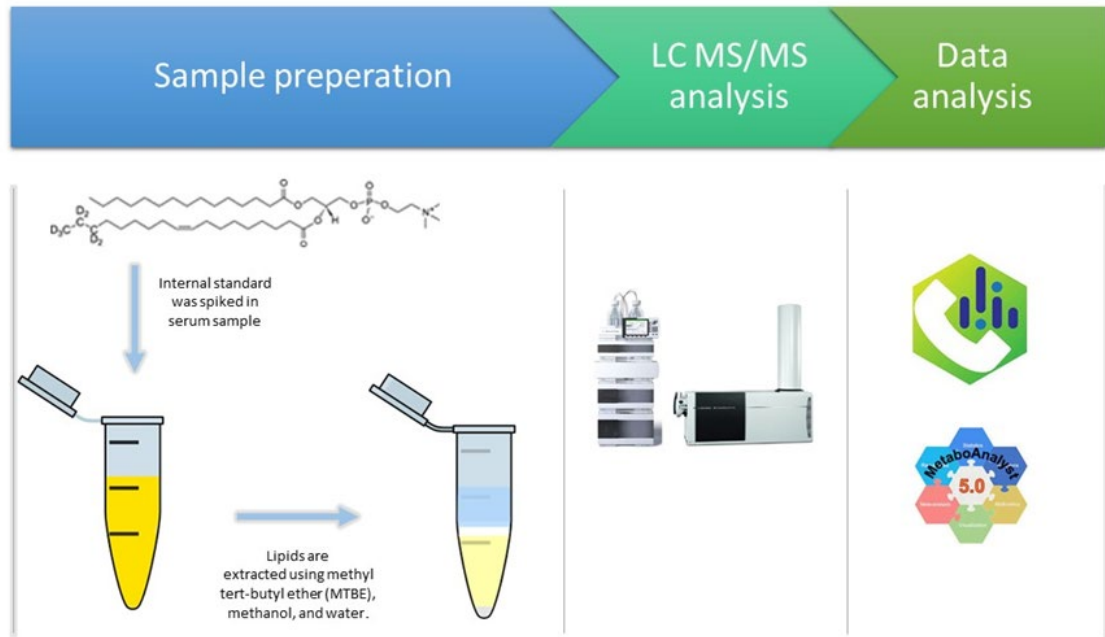 Sample preperation
LC MS/MS
analysis
Data
analysis
D₂
D₃C
D₂
O
O
O
O
H
O
P
O⁻
O
N⁺
Internal standard
was spiked in
serum sample
Lipids are
extracted using methyl
tert-butyl ether (MTBE),
methanol, and water.
MetaboAnalyst
5.0